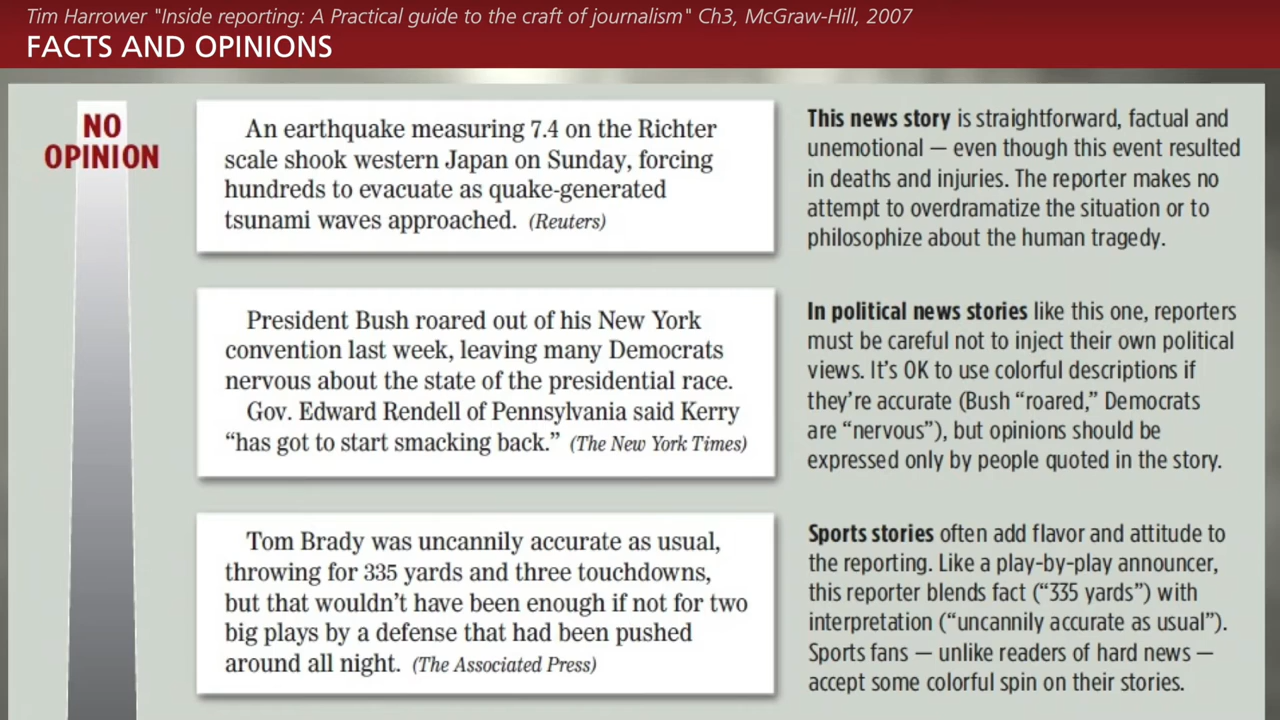 Tim Harrower "Inside reporting: A Practical guide to the craft of journalism" Ch3, McGraw-Hill, 2007
FACTS AND OPINIONS
NO
OPINION
An earthquake measuring 7.4 on the Richter
scale shook western Japan on Sunday, forcing
hundreds to evacuate as quake-generated
tsunami waves approached. (Reuters)
This news story is straightforward, factual and
unemotional — even though this event resulted
in deaths and injuries. The reporter makes no
attempt to overdramatize the situation or to
philosophize about the human tragedy.
President Bush roared out of his New York
convention last week, leaving many Democrats
nervous about the state of the presidential race.
Gov. Edward Rendell of Pennsylvania said Kerry
“has got to start smacking back.” (The New York Times)
In political news stories like this one, reporters
must be careful not to inject their own political
views. It’s OK to use colorful descriptions if
they’re accurate (Bush “roared,” Democrats
are “nervous”), but opinions should be
expressed only by people quoted in the story.
Tom Brady was uncannily accurate as usual,
throwing for 335 yards and three touchdowns,
but that wouldn’t have been enough if not for two
big plays by a defense that had been pushed
around all night. (The Associated Press)
Sports stories often add flavor and attitude to
the reporting. Like a play-by-play announcer,
this reporter blends fact (“335 yards”) with
interpretation (“uncannily accurate as usual”).
Sports fans — unlike readers of hard news —
accept some colorful spin on their stories.